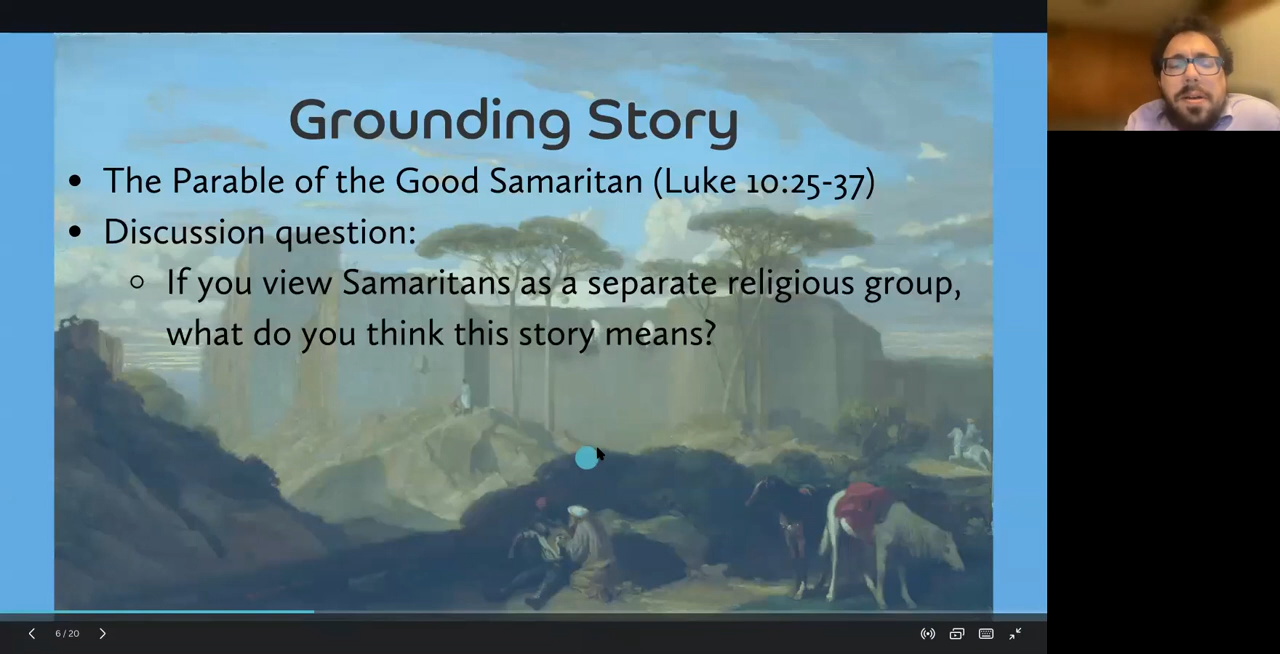 Grounding Story
• The Parable of the Good Samaritan (Luke 10:25-37)
• Discussion question:
○ If you view Samaritans as a separate religious group,
what do you think this story means?
6 / 20